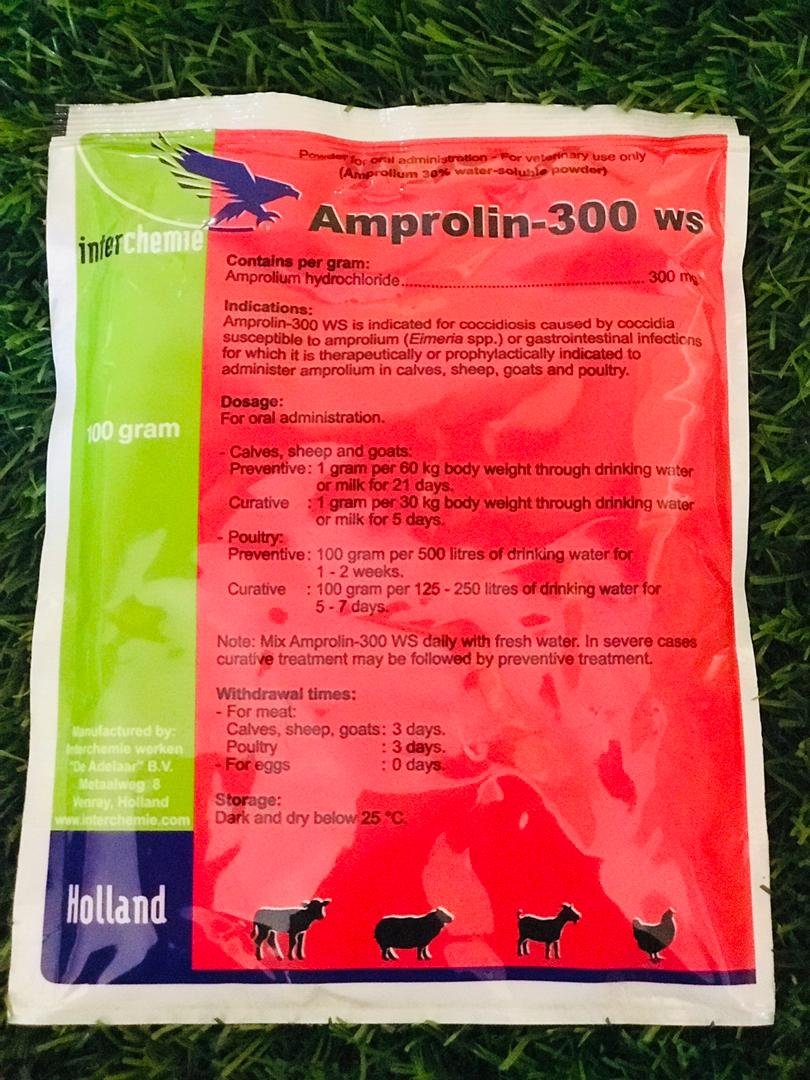 Powder for oral administration - For veterinary use only
(Amprolium 30% water-soluble powder)
interchemie
Amprolin-300 WS
Contains per gram:
Amprolium hydrochloride.......................................................... 300 mg
Indications:
Amprolin-300 WS is indicated for coccidiosis caused by coccidia
susceptible to amprolium (Eimeria spp.) or gastrointestinal infections
for which it is therapeutically or prophylactically indicated to
administer amprolium in calves, sheep, goats and poultry.
Dosage:
For oral administration.
100 gram
- Calves, sheep and goats:
Preventive: 1 gram per 60 kg body weight through drinking water
or milk for 21 days.
Curative : 1 gram per 30 kg body weight through drinking water
or milk for 5 days.
- Poultry:
Preventive: 100 gram per 500 litres of drinking water for
1 - 2 weeks.
Curative : 100 gram per 125 - 250 litres of drinking water for
5 - 7 days.
Note: Mix Amprolin-300 WS daily with fresh water. In severe cases
curative treatment may be followed by preventive treatment.
Withdrawal times:
- For meat:
Calves, sheep, goats: 3 days.
Poultry : 3 days.
- For eggs : 0 days.
Storage:
Dark and dry below 25 °C.
Manufactured by:
Interchemie werken
"De Adelaar" B.V.
Metaalweg 8
Venray, Holland
www.interchemie.com
Holland